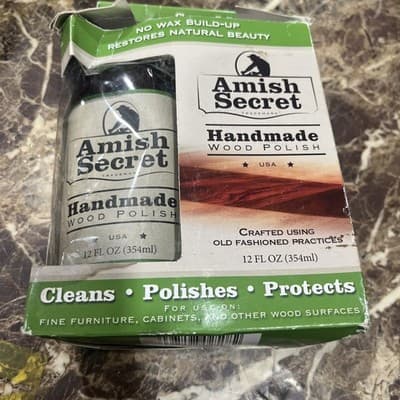 NO WAX BUILD-UP
RESTORES NATURAL BEAUTY
Amish
Secret
TRADEMARK
Handmade
WOOD POLISH
USA
12 FL OZ (354ml)
Amish
Secret
TRADEMARK
Handmade
WOOD POLISH
USA
CRAFTED USING
OLD FASHIONED PRACTICES
12 FL OZ (354ml)
Cleans • Polishes • Protects
FOR USE ON:
FINE FURNITURE, CABINETS, AND OTHER WOOD SURFACES